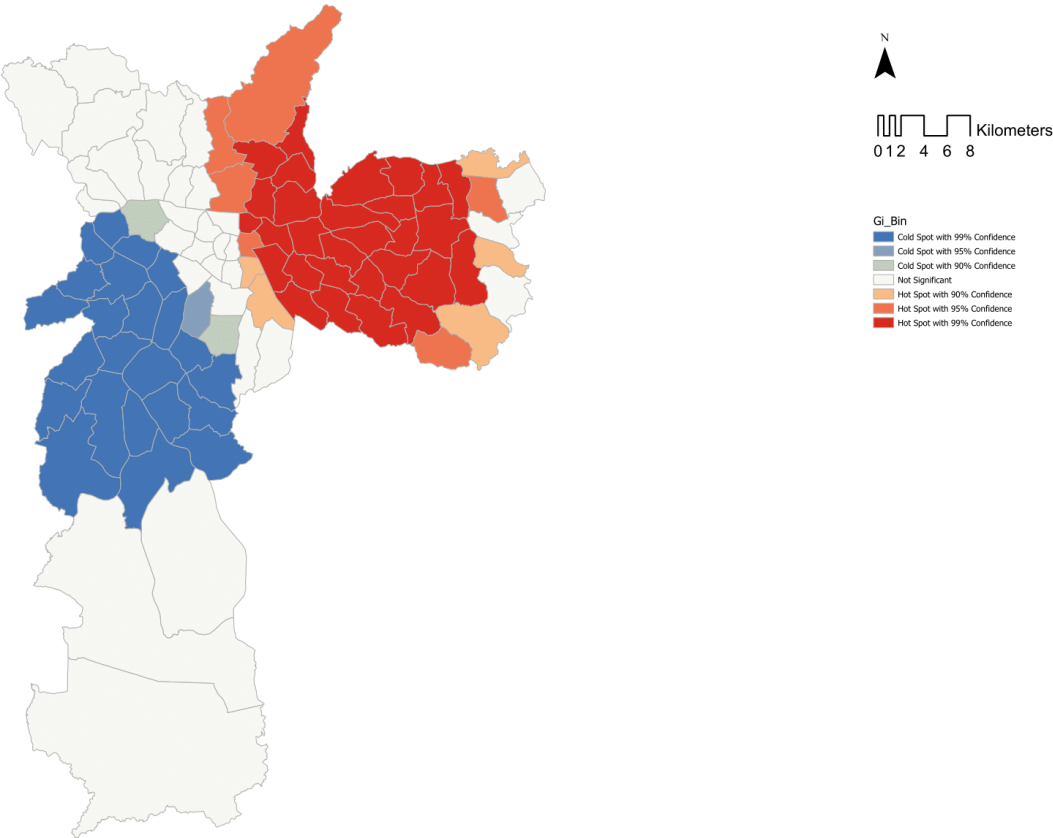 N
Kilometers
0 1 2 4 6 8
Gi_Bin
Cold Spot with 99% Confidence
Cold Spot with 95% Confidence
Cold Spot with 90% Confidence
Not Significant
Hot Spot with 90% Confidence
Hot Spot with 95% Confidence
Hot Spot with 99% Confidence